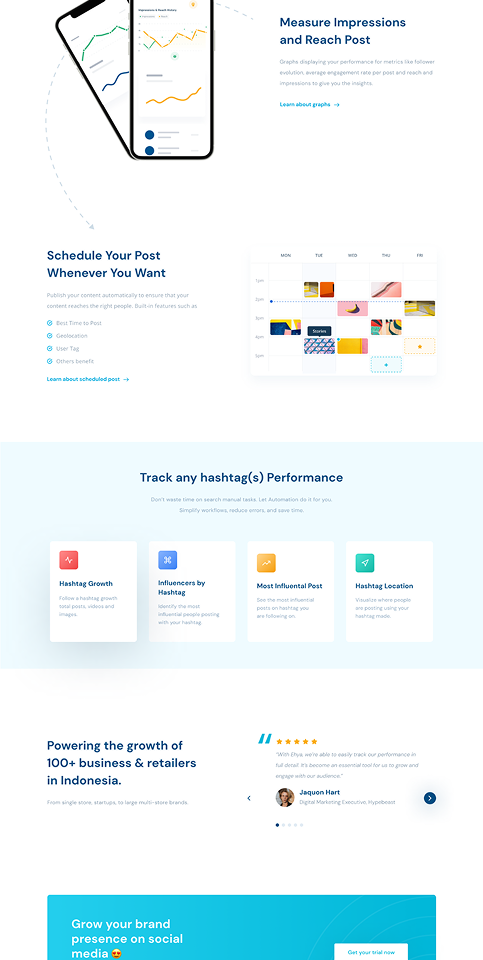 Impressions & Reach History
Measure Impressions
and Reach Post
Graphs displaying your performance for metrics like follower
evolution, average engagement rate per post and reach and
impressions to give you the insights.
Learn about graphs
Schedule Your Post
Whenever You Want
Publish your content automatically to ensure that your
content reaches the right people. Built-in features such as:
Best Time to Post
Geolocation
User Tag
Others benefit
Learn about scheduled post
MON TUE WED THU FRI
1pm
2pm
3pm
4pm
5pm
Stories
Track any hashtag(s) Performance
Don't waste time on search manual tasks. Let Automation do it for you.
Simplify workflows, reduce errors, and save time.
Hashtag Growth
Follow a hashtag growth
total posts, videos and
images.
Influencers by
Hashtag
Identify the most
influential people posting
with your hashtag.
Most Influental Post
See the most influential
posts on hashtag you
are following on.
Hashtag Location
Visualize where people
are posting using your
hashtag made.
Powering the growth of
100+ business & retailers
in Indonesia.
From single store, startups, to large multi-store brands.
"With Ehya, we're able to easily track our performance in
full detail. It's become an essential tool for us to grow and
engage with our audience."
Jaquon Hart
Digital Marketing Executive, Hypebeast
Grow your brand
presence on social
media 😍
Get your trial now